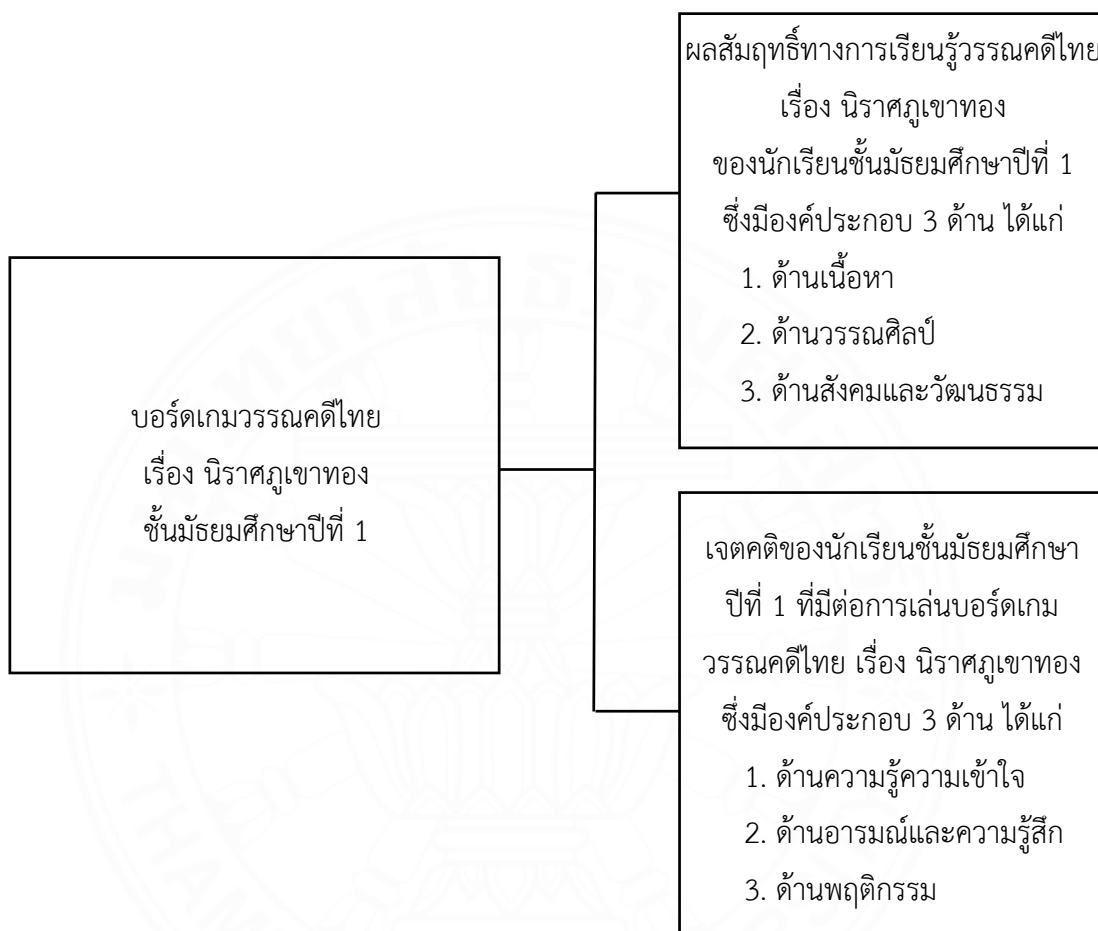 ผลสัมฤทธิ์ทางการเรียนรู้วรรณคดีไทย
เรื่อง นิราศภูเขาทอง
ของนักเรียนชั้นมัธยมศึกษาปีที่ 1
ซึ่งมีองค์ประกอบ 3 ด้าน ได้แก่
1. ด้านเนื้อหา
2. ด้านวรรณศิลป์
3. ด้านสังคมและวัฒนธรรม
บอร์ดเกมวรรณคดีไทย
เรื่อง นิราศภูเขาทอง
ชั้นมัธยมศึกษาปีที่ 1
เจตคติของนักเรียนชั้นมัธยมศึกษา
ปีที่ 1 ที่มีต่อการเล่นบอร์ดเกม
วรรณคดีไทย เรื่อง นิราศภูเขาทอง
ซึ่งมีองค์ประกอบ 3 ด้าน ได้แก่
1. ด้านความรู้ความเข้าใจ
2. ด้านอารมณ์และความรู้สึก
3. ด้านพฤติกรรม